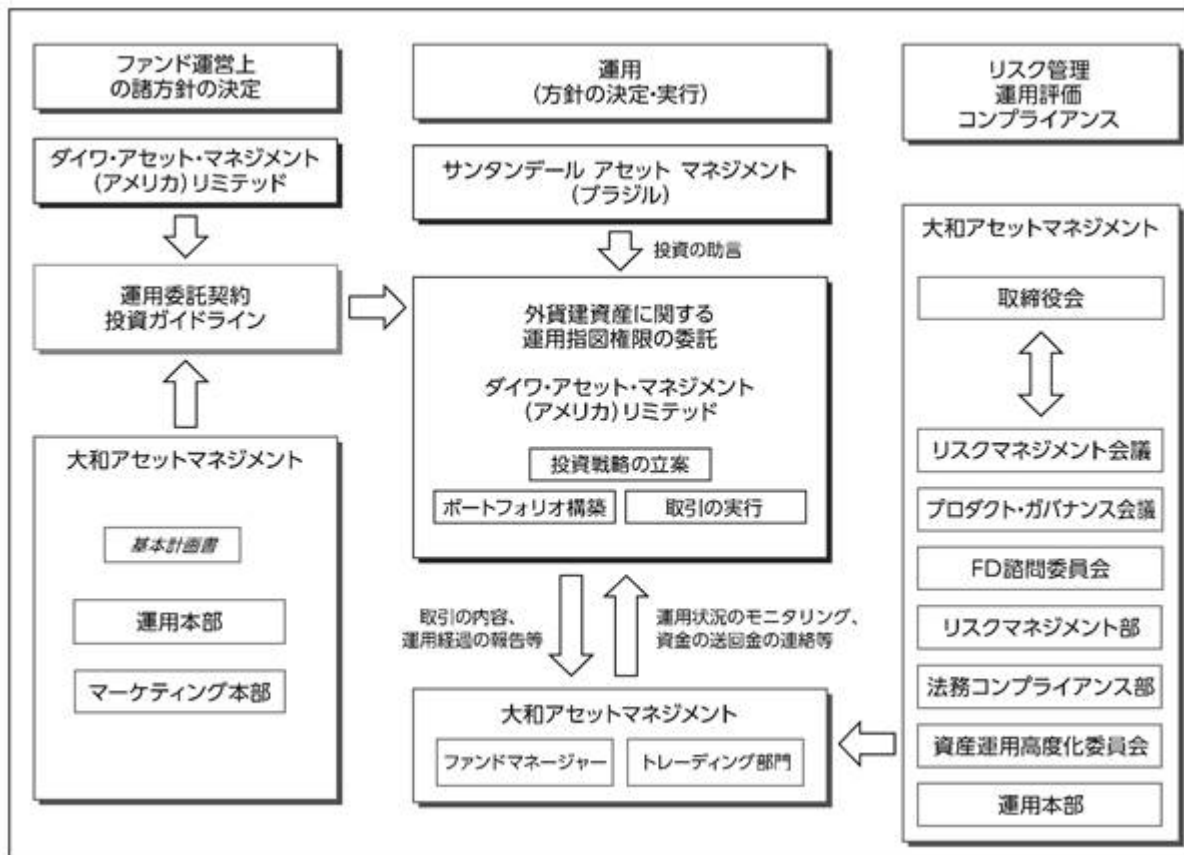 ファンド運営上
の諸方針の決定
ダイワ・アセット・マネジメント
(アメリカ)リミテッド
運用委託契約
投資ガイドライン
大和アセットマネジメント
基本計画書
運用本部
マーケティング本部
運用
(方針の決定・実行)
サンタンデール アセット マネジメント
(ブラジル)
投資の助言
外貨建資産に関する
運用指図権限の委託
ダイワ・アセット・マネジメント
(アメリカ)リミテッド
投資戦略の立案
ポートフォリオ構築
取引の実行
取引の内容、
運用経過の報告等
運用状況のモニタリング、
資金の送回金の連絡等
大和アセットマネジメント
ファンドマネージャー
トレーディング部門
リスク管理
運用評価
コンプライアンス
大和アセットマネジメント
取締役会
リスクマネジメント会議
プロダクト・ガバナンス会議
FD諮問委員会
リスクマネジメント部
法務コンプライアンス部
資産運用高度化委員会
運用本部